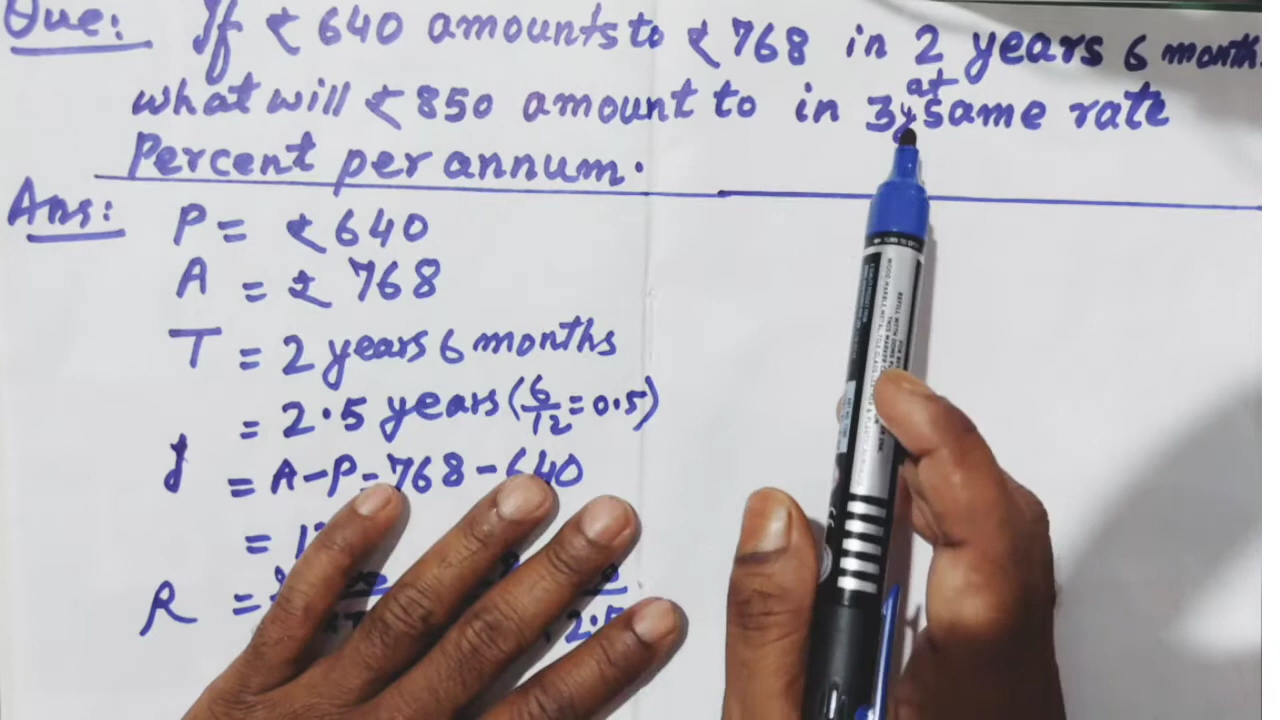 Que: If ₹ 640 amounts to ₹ 768 in 2 years 6 month
at
what will ₹ 850 amount to in 3y same rate
Percent per annum.
Ans: P = ₹ 640
A = ₹ 768
T = 2 years 6 months
= 2.5 years (6/12 = 0.5)
I = A-P = 768-640
=
R =
2.5